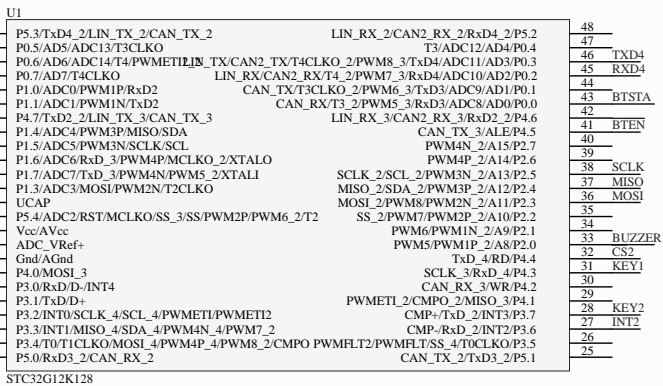 U1
P5.3/TxD4_2/LIN_TX_2/CAN_TX_2 LIN_RX_2/CAN2_RX_2/RxD4_2/P5.2 48
P0.5/AD5/ADC13/T3CLKO T3/ADC12/AD4/P0.4 47
P0.6/AD6/ADC14/T4/PWMETI2_2 LIN_TX/CAN2_TX/T4CLKO_2/PWM8_3/TxD4/ADC11/AD3/P0.3 46 TXD4
P0.7/AD7/T4CLKO LIN_RX/CAN2_RX/T4_2/PWM7_3/RxD4/ADC10/AD2/P0.2 45 RXD4
P1.0/ADC0/PWM1P/RxD2 CAN_TX/T3CLKO_2/PWM6_3/TxD3/ADC9/AD1/P0.1 44
P1.1/ADC1/PWM1N/TxD2 CAN_RX/T3_2/PWM5_3/RxD3/ADC8/AD0/P0.0 43 BTSTA
P4.7/TxD2_2/LIN_TX_3/CAN_TX_3 LIN_RX_3/CAN2_RX_3/RxD2_2/P4.6 42
P1.4/ADC4/PWM3P/MISO/SDA CAN_TX_3/ALE/P4.5 41 BTEN
P1.5/ADC5/PWM3N/SCLK/SCL PWM4N_2/A15/P2.7 40
P1.6/ADC6/RxD_3/PWM4P/MCLKO_2/XTALO PWM4P_2/A14/P2.6 39
P1.7/ADC7/TxD_3/PWM4N/PWM5_2/XTALI SCLK_2/SCL_2/PWM3N_2/A13/P2.5 38 SCLK
P1.3/ADC3/MOSI/PWM2N/T2CLKO MISO_2/SDA_2/PWM3P_2/A12/P2.4 37 MISO
UCAP MOSI_2/PWM8/PWM2N_2/A11/P2.3 36 MOSI
P5.4/ADC2/RST/MCLKO/SS_3/SS/PWM2P/PWM6_2/T2 SS_2/PWM7/PWM2P_2/A10/P2.2 35
Vcc/AVcc PWM6/PWM1N_2/A9/P2.1 34
ADC_VRef+ PWM5/PWM1P_2/A8/P2.0 33 BUZZER
Gnd/AGnd TxD_4/RD/P4.4 32 CS2
P4.0/MOSI_3 SCLK_3/RxD_4/P4.3 31 KEY1
P3.0/RxD/D-/INT4 CAN_RX_3/WR/P4.2 30
P3.1/TxD/D+ PWMETI_2/CMPO_2/MISO_3/P4.1 29
P3.2/INT0/SCLK_4/SCL_4/PWMETI/PWMETI2 CMP+/TxD_2/INT3/P3.7 28 KEY2
P3.3/INT1/MISO_4/SDA_4/PWM4N_4/PWM7_2 CMP-/RxD_2/INT2/P3.6 27 INT2
P3.4/T0/T1CLKO/MOSI_4/PWM4P_4/PWM8_2/CMPO PWMFLT2/PWMFLT/SS_4/T0CLKO/P3.5 26
P5.0/RxD3_2/CAN_RX_2 CAN_TX_2/TxD3_2/P5.1 25
STC32G12K128